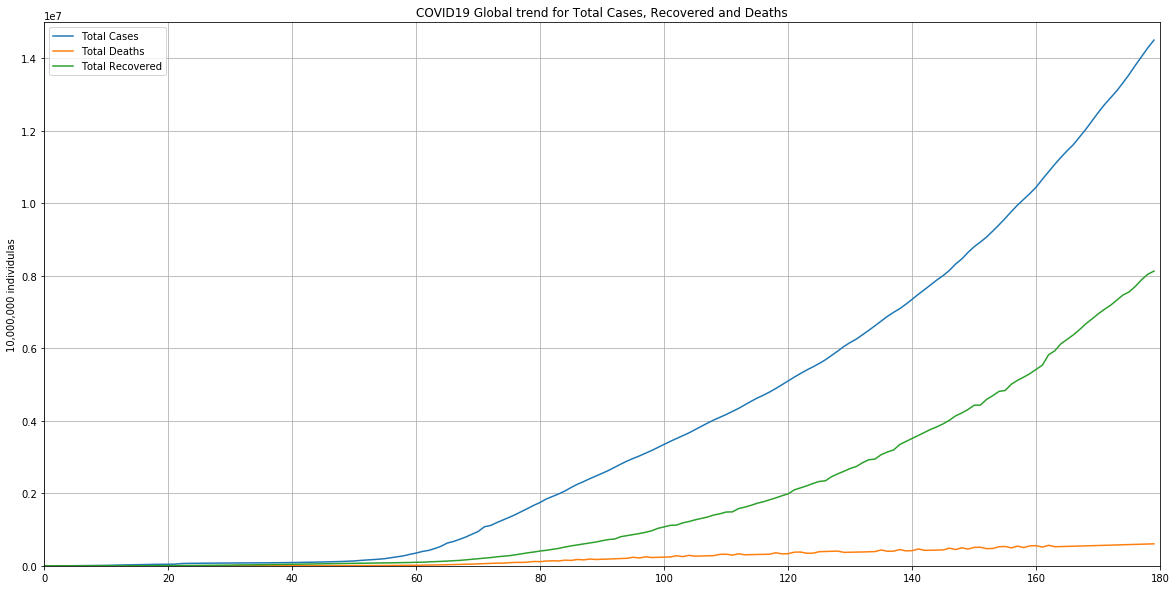 COVID19 Global trend for Total Cases, Recovered and Deaths
1e7
Total Cases
Total Deaths
Total Recovered
1.4
1.2
1.0
0.8
0.6
0.4
0.2
0.0
10,000,000 individulas
0 20 40 60 80 100 120 140 160 180